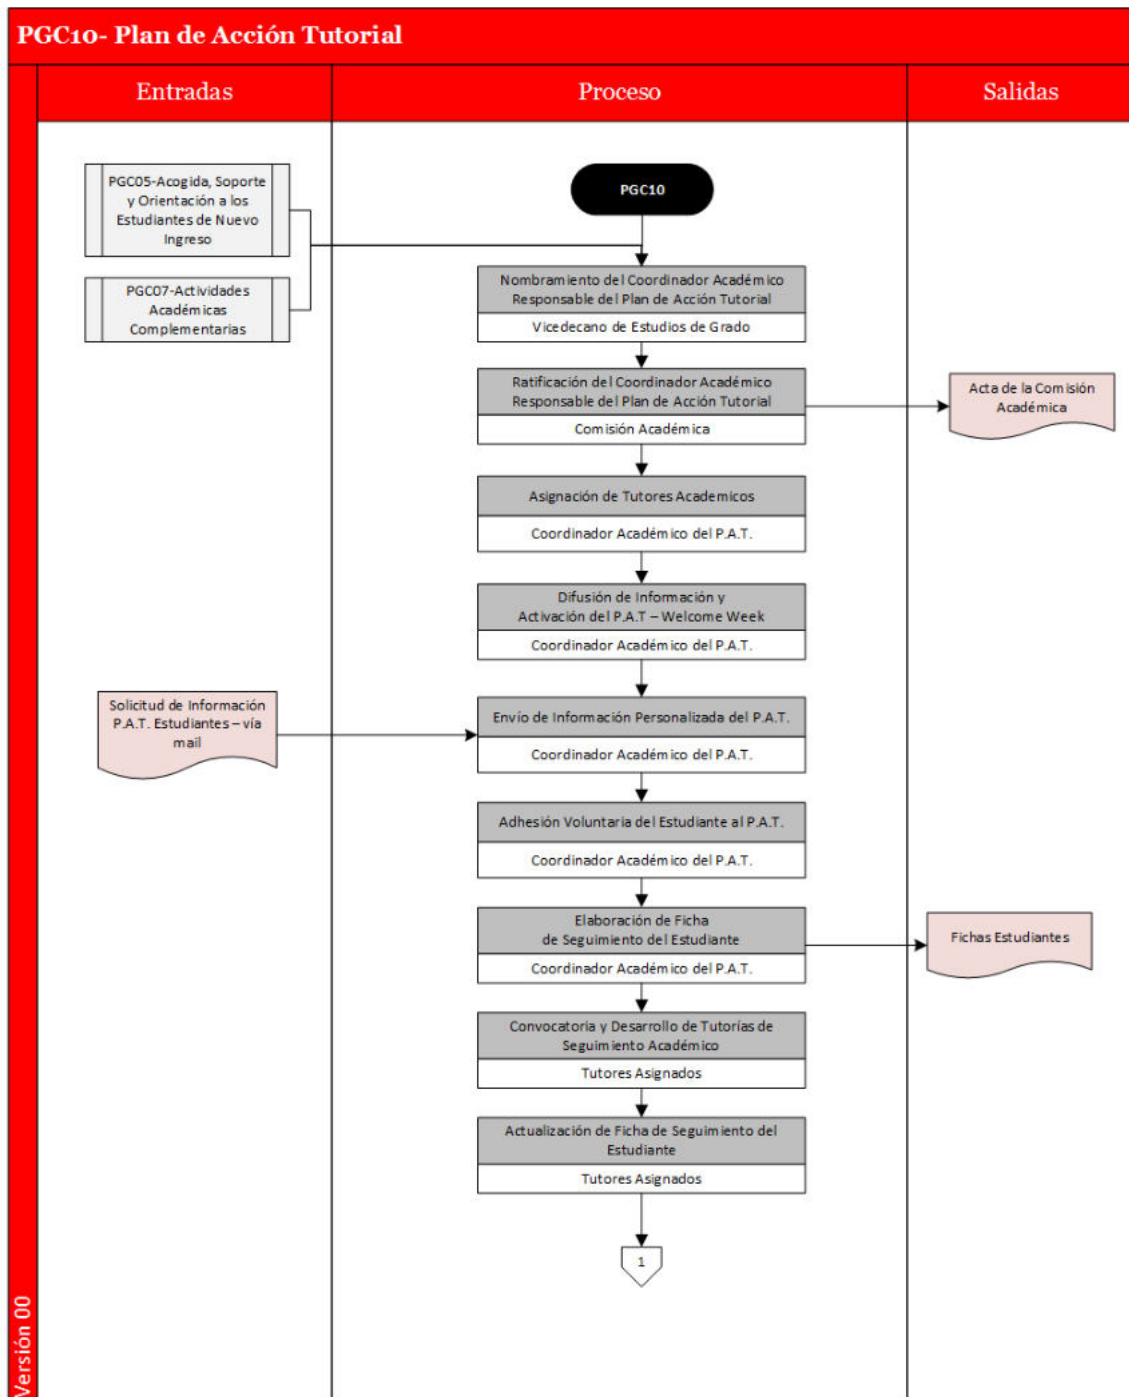 PGC10- Plan de Acción Tutorial
Entradas
Proceso
Salidas
PGC05-Acogida, Soporte
y Orientación a los
Estudiantes de Nuevo
Ingreso
PGC07-Actividades
Académicas
Complementarias
PGC10
Nombramiento del Coordinador Académico
Responsable del Plan de Acción Tutorial
Vicedecano de Estudios de Grado
Ratificación del Coordinador Académico
Responsable del Plan de Acción Tutorial
Comisión Académica
Acta de la Comisión
Académica
Asignación de Tutores Academicos
Coordinador Académico del P.A.T.
Difusión de Información y
Activación del P.A.T – Welcome Week
Coordinador Académico del P.A.T.
Solicitud de Información
P.A.T. Estudiantes – vía
mail
Envío de Información Personalizada del P.A.T.
Coordinador Académico del P.A.T.
Adhesión Voluntaria del Estudiante al P.A.T.
Coordinador Académico del P.A.T.
Elaboración de Ficha
de Seguimiento del Estudiante
Coordinador Académico del P.A.T.
Fichas Estudiantes
Convocatoria y Desarrollo de Tutorías de
Seguimiento Académico
Tutores Asignados
Actualización de Ficha de Seguimiento del
Estudiante
Tutores Asignados
1
Versión 00